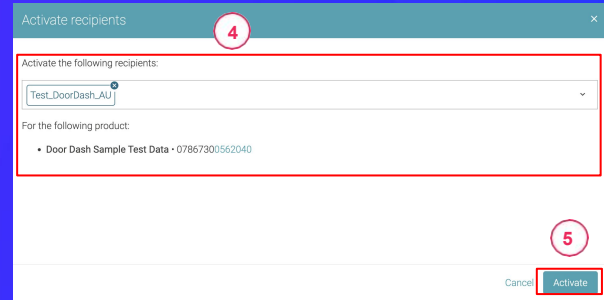 Activate recipients
×
4
Activate the following recipients:
Test_DoorDash_AU
For the following product:
• Door Dash Sample Test Data • 07867300562040
5
Cancel
Activate